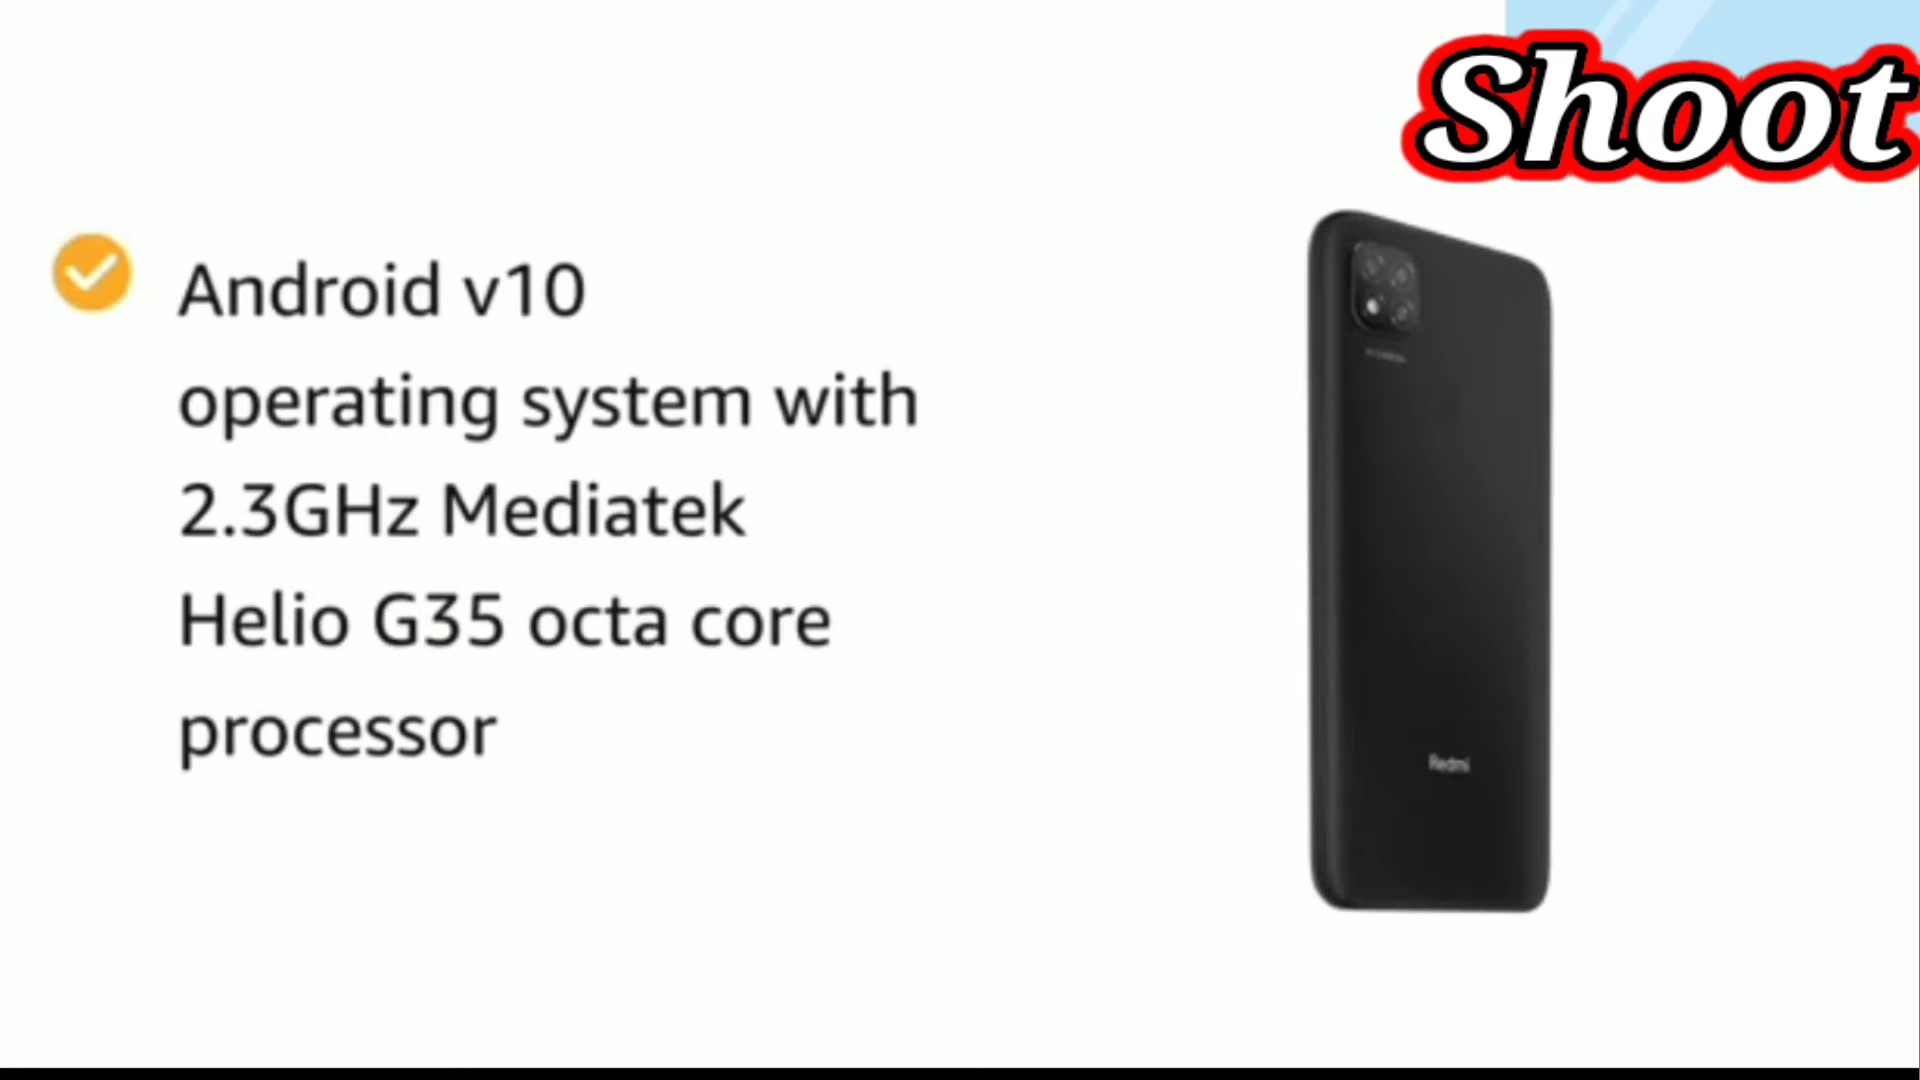 Shoot
Android v10
operating system with
2.3GHz Mediatek
Helio G35 octa core
processor
Redmi